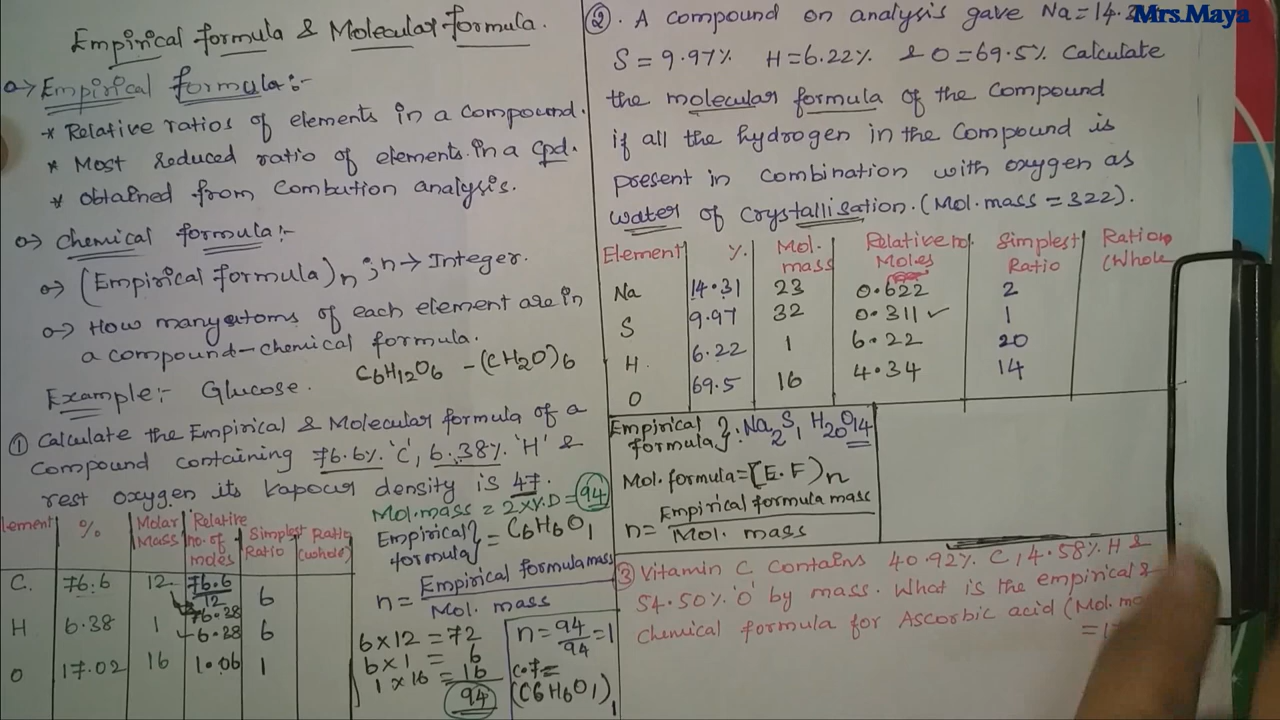 Empirical formula & Molecular formula.
Empirical formula:-
* Relative ratios of elements in a compound.
* Most reduced ratio of elements in a cpd.
* obtained from combution analysis.
chemical formula:-
(Empirical formula)n ; n → Integer.
How many atoms of each element are in
a compound - chemical formula.
Example:- Glucose. C6H12O6 - (CH2O)6
① Calculate the Empirical & Molecular formula of a
compound containing 76.6% 'C', 6.38% 'H' &
rest oxygen its vapour density is 47.
Mol. mass = 2 x V.D = 94
lement % Molar Mass Relative no. of moles Simplest Ratio Ratio (whole)
C. 76.6 12 76.6/12 6
H 6.38 1 6.38 6
O 17.02 16 1.06 1
Empirical formula } = C6H6O1
n = Empirical formula mass / Mol. mass
6 x 12 = 72
6 x 1 = 6
1 x 16 = 16
94
n = 94/94 = 1
(C6H6O1)1
Mrs.Maya
② . A compound on analysis gave Na = 14.
S = 9.97% H = 6.22% & O = 69.5% Calculate
the molecular formula of the compound
if all the hydrogen in the compound is
present in combination with oxygen as
water of crystallisation. (Mol. mass = 322).
Element % Mol. mass Relative no. Moles Simplest Ratio Ratio (Whole
Na 14.31 23 0.622 2
S 9.97 32 0.311 ✓ 1
H. 6.22 1 6.22 20
O 69.5 16 4.34 14
Empirical formula } : Na2S1H20O14
Mol. formula = [E.F]n
n = Empirical formula mass / Mol. mass
③ Vitamin C contains 40.92% C, 4.58% H &
54.50% 'O' by mass. What is the empirical &
chemical formula for Ascorbic acid (Mol.